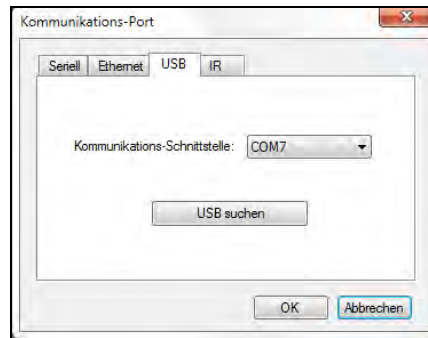 Kommunikations-Port
Seriell Ethernet USB IR
Kommunikations-Schnittstelle: COM7
USB suchen
OK Abbrechen